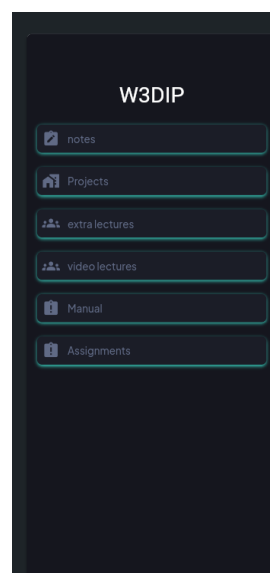 W3DIP
notes
Projects
extra lectures
video lectures
Manual
Assignments